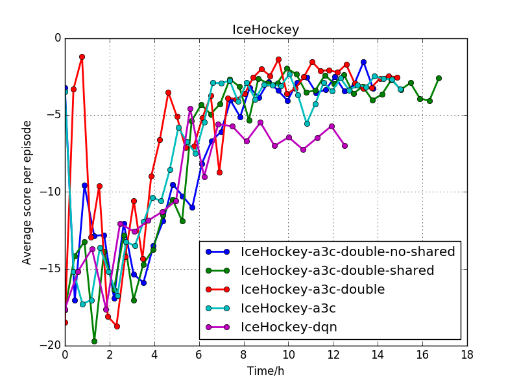 IceHockey
0
−5
−10
−15
−20
Average score per episode
0 2 4 6 8 10 12 14 16 18
Time/h
IceHockey-a3c-double-no-shared
IceHockey-a3c-double-shared
IceHockey-a3c-double
IceHockey-a3c
IceHockey-dqn